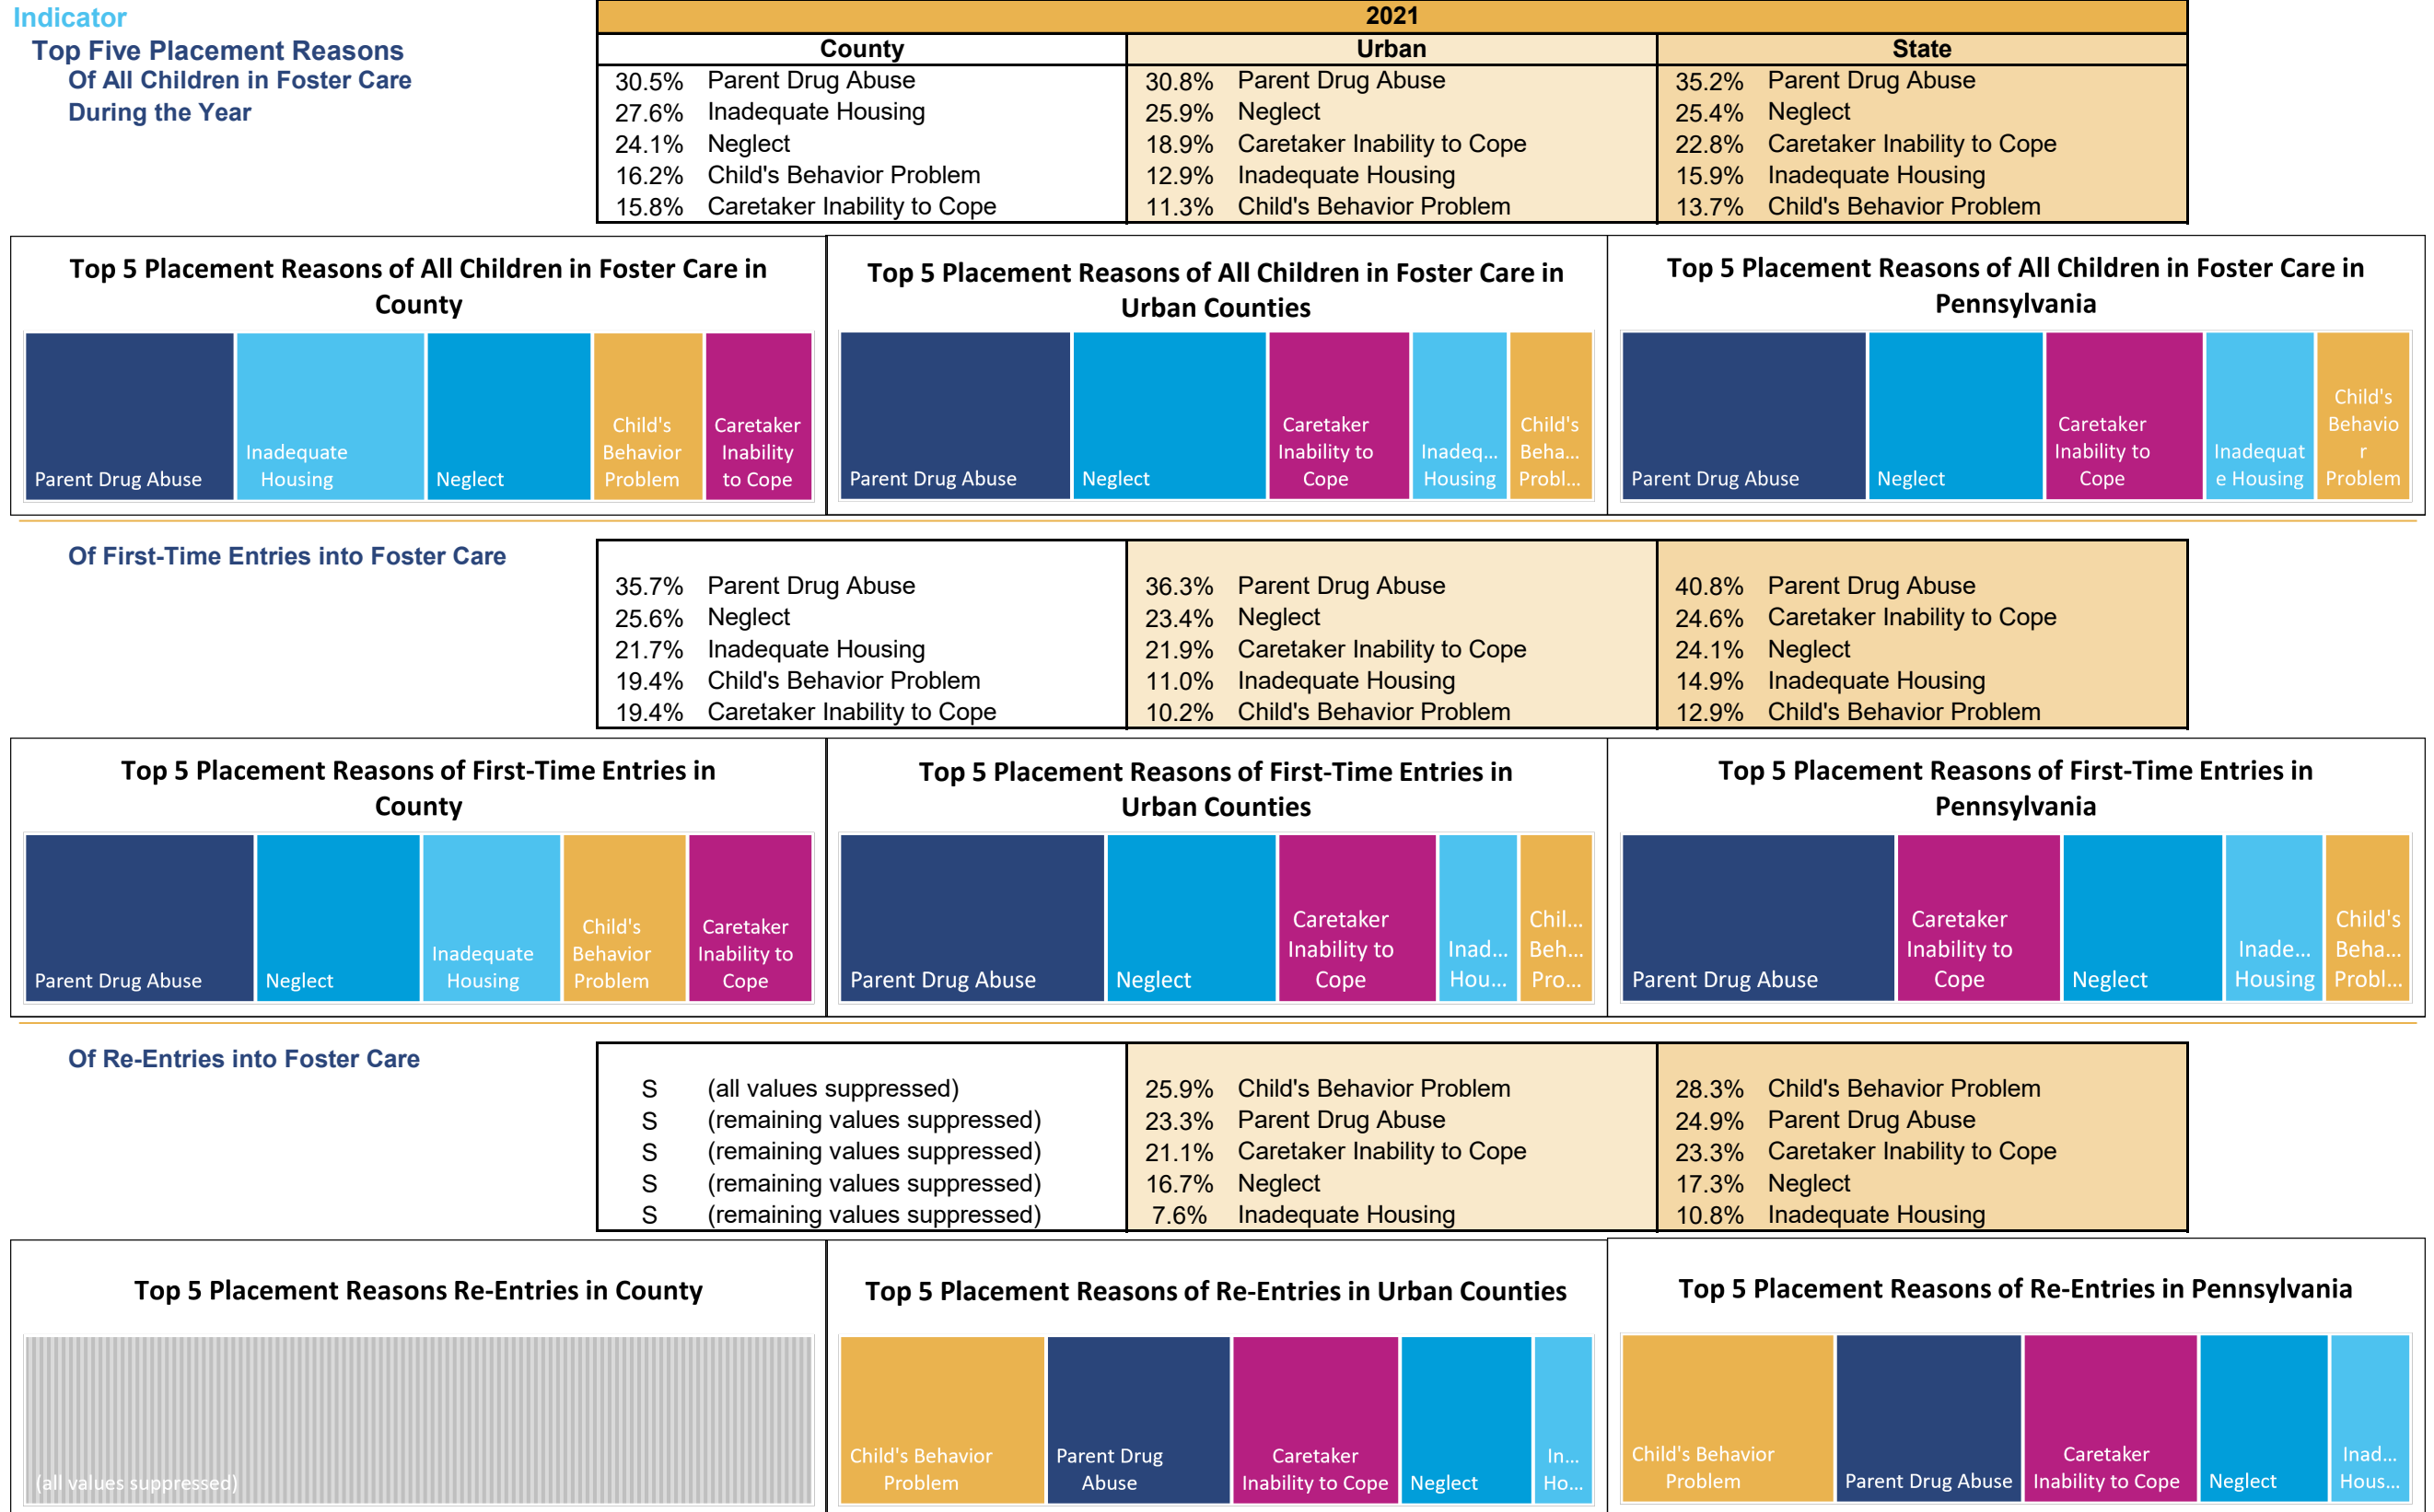 Indicator
2021
Top Five Placement Reasons
County Urban State
Of All Children in Foster Care
During the Year
30.5% Parent Drug Abuse 30.8% Parent Drug Abuse 35.2% Parent Drug Abuse
27.6% Inadequate Housing 25.9% Neglect 25.4% Neglect
24.1% Neglect 18.9% Caretaker Inability to Cope 22.8% Caretaker Inability to Cope
16.2% Child's Behavior Problem 12.9% Inadequate Housing 15.9% Inadequate Housing
15.8% Caretaker Inability to Cope 11.3% Child's Behavior Problem 13.7% Child's Behavior Problem
Top 5 Placement Reasons of All Children in Foster Care in
County
Parent Drug Abuse
Inadequate
Housing
Neglect
Child's
Behavior
Problem
Caretaker
Inability
to Cope
Top 5 Placement Reasons of All Children in Foster Care in
Urban Counties
Parent Drug Abuse
Neglect
Caretaker
Inability to
Cope
Inadeq...
Housing
Child's
Beha...
Probl...
Top 5 Placement Reasons of All Children in Foster Care in
Pennsylvania
Parent Drug Abuse
Neglect
Caretaker
Inability to
Cope
Inadequat
e Housing
Child's
Behavio
r
Problem
Of First-Time Entries into Foster Care
35.7% Parent Drug Abuse 36.3% Parent Drug Abuse 40.8% Parent Drug Abuse
25.6% Neglect 23.4% Neglect 24.6% Caretaker Inability to Cope
21.7% Inadequate Housing 21.9% Caretaker Inability to Cope 24.1% Neglect
19.4% Child's Behavior Problem 11.0% Inadequate Housing 14.9% Inadequate Housing
19.4% Caretaker Inability to Cope 10.2% Child's Behavior Problem 12.9% Child's Behavior Problem
Top 5 Placement Reasons of First-Time Entries in
County
Parent Drug Abuse
Neglect
Inadequate
Housing
Child's
Behavior
Problem
Caretaker
Inability to
Cope
Top 5 Placement Reasons of First-Time Entries in
Urban Counties
Parent Drug Abuse
Neglect
Caretaker
Inability to
Cope
Inad...
Hou...
Chil...
Beh...
Pro...
Top 5 Placement Reasons of First-Time Entries in
Pennsylvania
Parent Drug Abuse
Caretaker
Inability to
Cope
Neglect
Inade...
Housing
Child's
Beha...
Probl...
Of Re-Entries into Foster Care
S (all values suppressed) 25.9% Child's Behavior Problem 28.3% Child's Behavior Problem
S (remaining values suppressed) 23.3% Parent Drug Abuse 24.9% Parent Drug Abuse
S (remaining values suppressed) 21.1% Caretaker Inability to Cope 23.3% Caretaker Inability to Cope
S (remaining values suppressed) 16.7% Neglect 17.3% Neglect
S (remaining values suppressed) 7.6% Inadequate Housing 10.8% Inadequate Housing
Top 5 Placement Reasons Re-Entries in County
(all values suppressed)
Top 5 Placement Reasons of Re-Entries in Urban Counties
Child's Behavior
Problem
Parent Drug
Abuse
Caretaker
Inability to Cope
Neglect
In...
Ho...
Top 5 Placement Reasons of Re-Entries in Pennsylvania
Child's Behavior
Problem
Parent Drug Abuse
Caretaker
Inability to Cope
Neglect
Inad...
Hous...